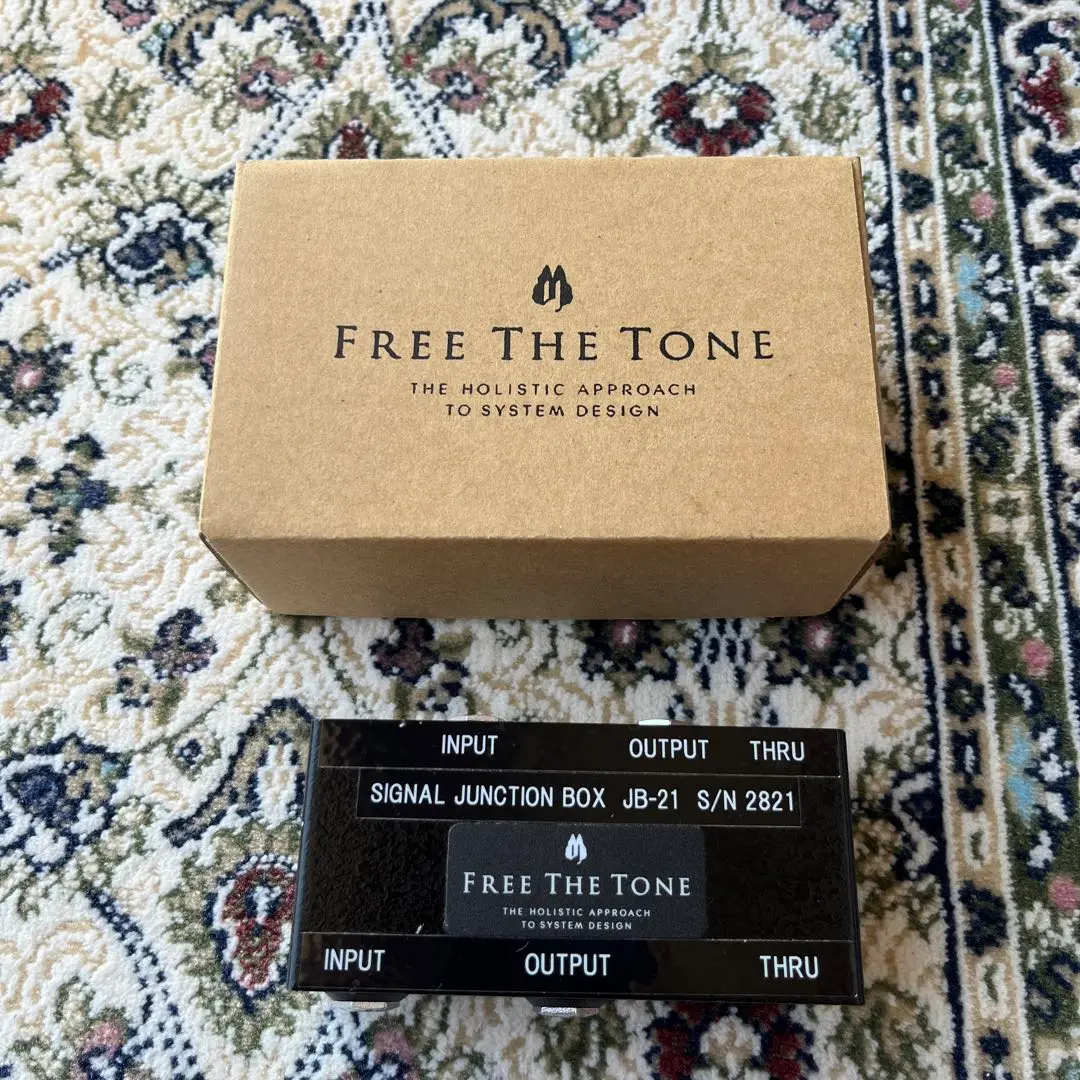 FREE THE TONE
THE HOLISTIC APPROACH
TO SYSTEM DESIGN
INPUT OUTPUT THRU
SIGNAL JUNCTION BOX JB-21 S/N 2821
FREE THE TONE
THE HOLISTIC APPROACH
TO SYSTEM DESIGN
INPUT OUTPUT THRU